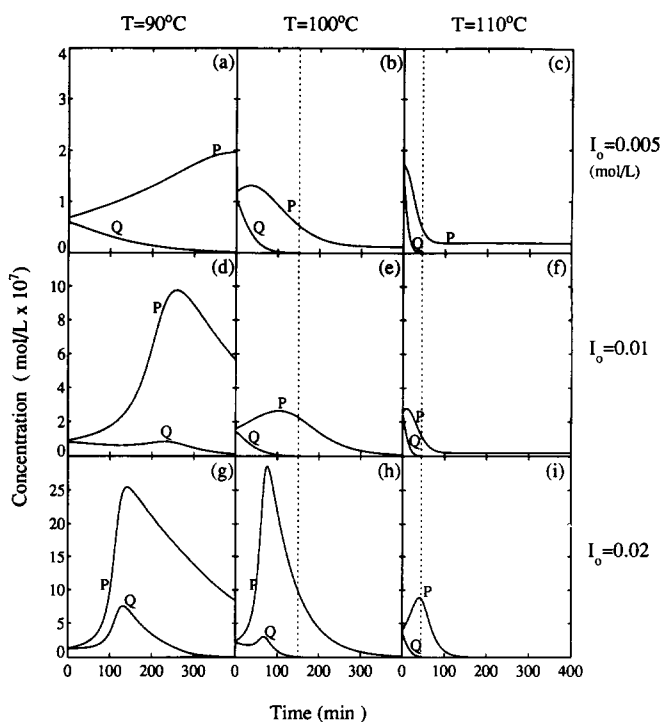 T=90°C T=100°C T=110°C
(a) (b) (c)
4
3
2
1
0
P
Q
P
Q
Q P
I₀=0.005
(mol/L)
(d) (e) (f)
10
8
6
4
2
0
P
Q
P
Q
P
Q
I₀=0.01
(g) (h) (i)
25
20
15
10
5
0
P
Q
P
Q
P
Q
I₀=0.02
0 100 200 300 0 100 200 300 0 100 200 300 400
Concentration ( mol/L x 10⁷)
Time (min )